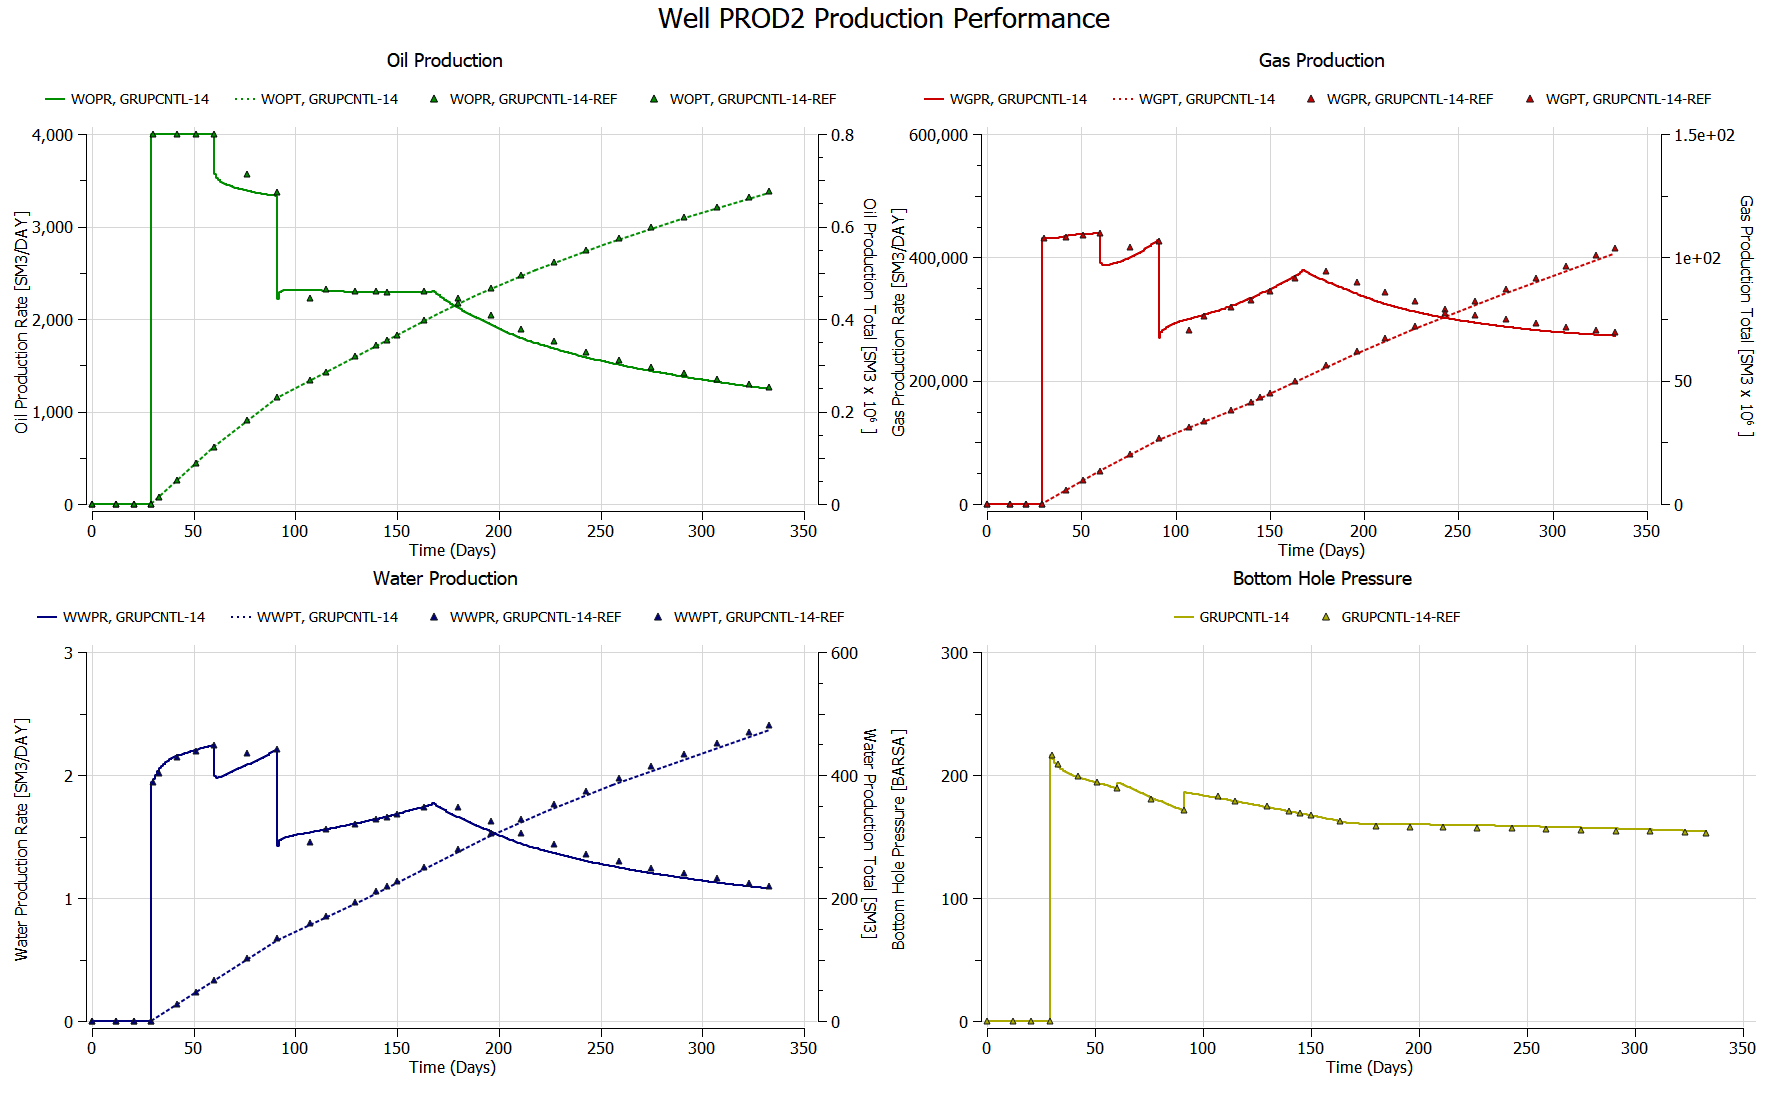 Well PROD2 Production Performance
Oil Production
WOPR, GRUPCNTL-14 WOPT, GRUPCNTL-14 WOPR, GRUPCNTL-14-REF WOPT, GRUPCNTL-14-REF
4,000
3,000
2,000
1,000
0
Oil Production Rate [SM3/DAY]
0.8
0.6
0.4
0.2
0
Oil Production Total [SM3 x 10⁶ ]
0 50 100 150 200 250 300 350
Time (Days)
Gas Production
WGPR, GRUPCNTL-14 WGPT, GRUPCNTL-14 WGPR, GRUPCNTL-14-REF WGPT, GRUPCNTL-14-REF
600,000
400,000
200,000
0
Gas Production Rate [SM3/DAY]
1.5e+02
1e+02
50
0
Gas Production Total [SM3 x 10⁶ ]
0 50 100 150 200 250 300 350
Time (Days)
Water Production
WWPR, GRUPCNTL-14 WWPT, GRUPCNTL-14 WWPR, GRUPCNTL-14-REF WWPT, GRUPCNTL-14-REF
3
2
1
0
Water Production Rate [SM3/DAY]
600
400
200
0
Water Production Total [SM3]
0 50 100 150 200 250 300 350
Time (Days)
Bottom Hole Pressure
GRUPCNTL-14 GRUPCNTL-14-REF
300
200
100
0
Bottom Hole Pressure [BARSA]
0 50 100 150 200 250 300 350
Time (Days)